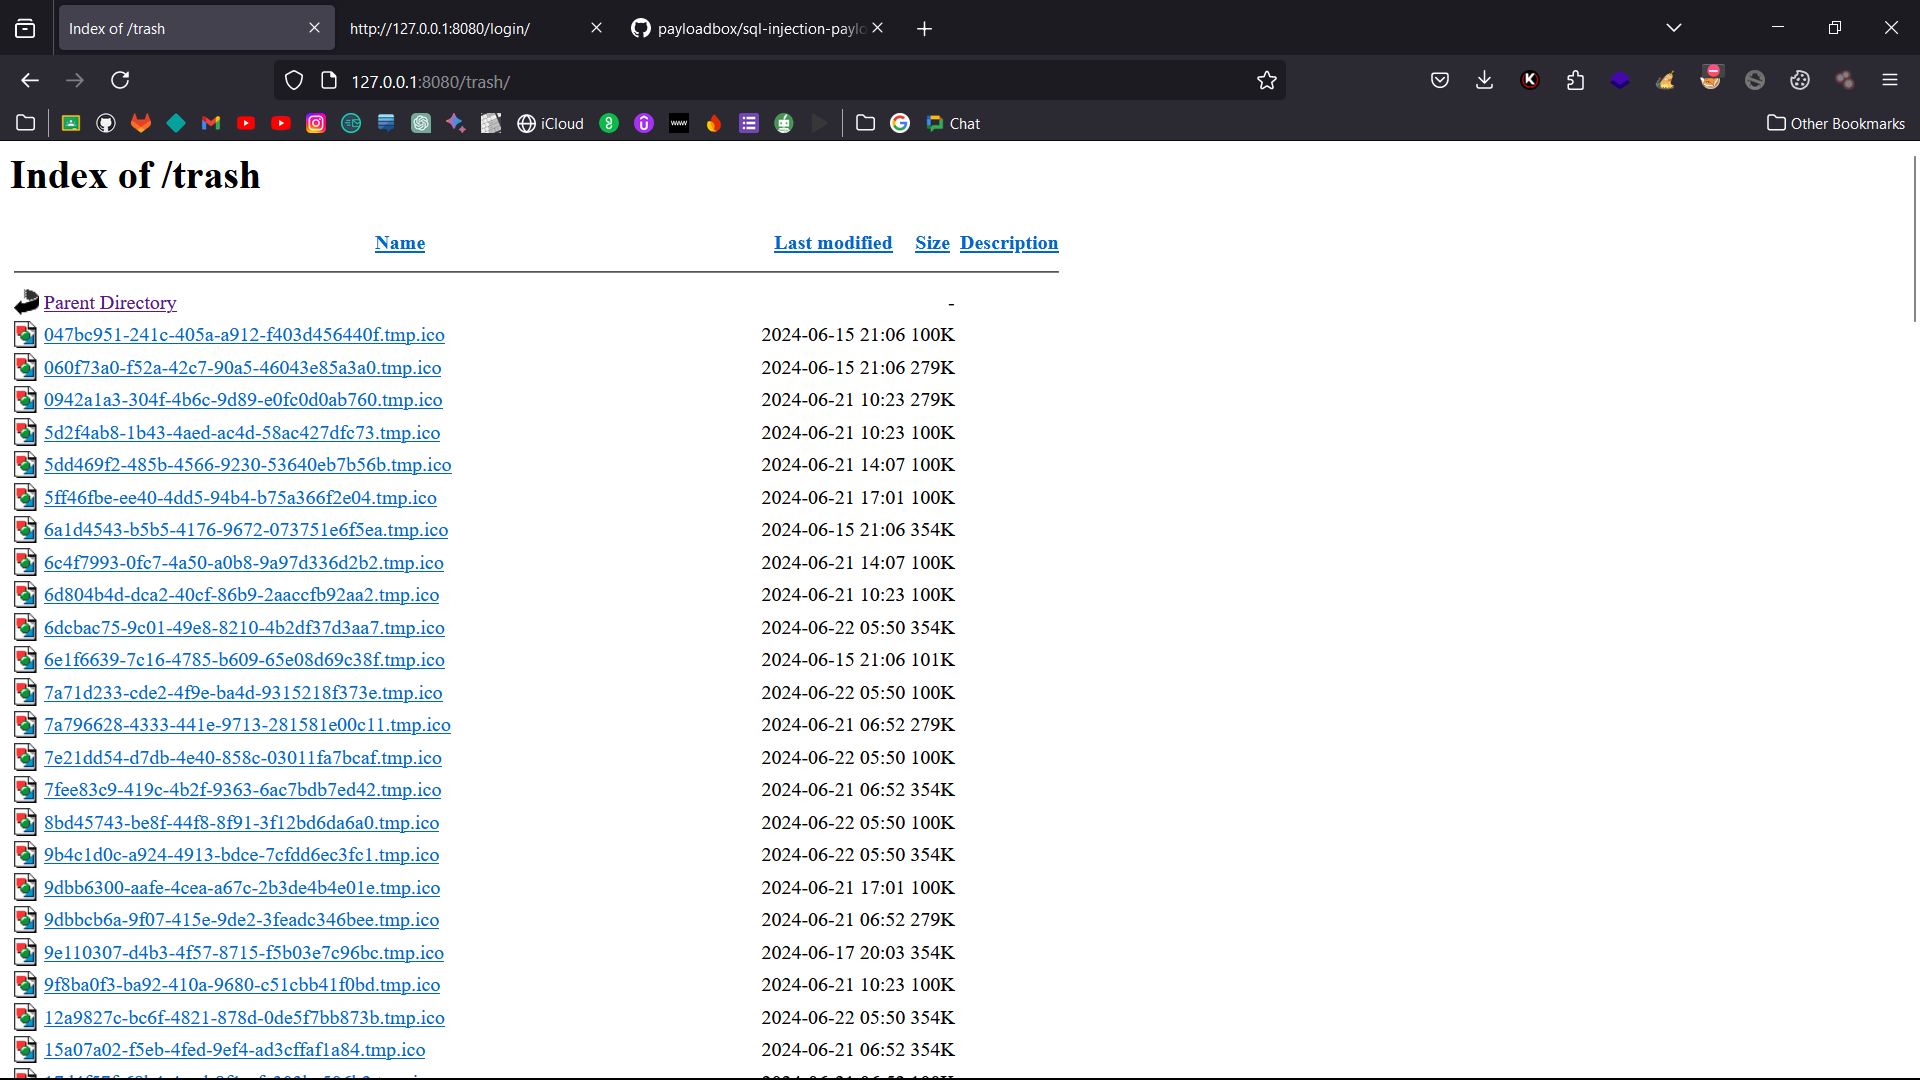 Index of /trash
http://127.0.0.1:8080/login/
payloadbox/sql-injection-paylo
127.0.0.1:8080/trash/
iCloud
Chat
Other Bookmarks
Index of /trash
Name Last modified Size Description
Parent Directory -
047bc951-241c-405a-a912-f403d456440f.tmp.ico 2024-06-15 21:06 100K
060f73a0-f52a-42c7-90a5-46043e85a3a0.tmp.ico 2024-06-15 21:06 279K
0942a1a3-304f-4b6c-9d89-e0fc0d0ab760.tmp.ico 2024-06-21 10:23 279K
5d2f4ab8-1b43-4aed-ac4d-58ac427dfc73.tmp.ico 2024-06-21 10:23 100K
5dd469f2-485b-4566-9230-53640eb7b56b.tmp.ico 2024-06-21 14:07 100K
5ff46fbe-ee40-4dd5-94b4-b75a366f2e04.tmp.ico 2024-06-21 17:01 100K
6a1d4543-b5b5-4176-9672-073751e6f5ea.tmp.ico 2024-06-15 21:06 354K
6c4f7993-0fc7-4a50-a0b8-9a97d336d2b2.tmp.ico 2024-06-21 14:07 100K
6d804b4d-dca2-40cf-86b9-2aaccfb92aa2.tmp.ico 2024-06-21 10:23 100K
6dcbac75-9c01-49e8-8210-4b2df37d3aa7.tmp.ico 2024-06-22 05:50 354K
6e1f6639-7c16-4785-b609-65e08d69c38f.tmp.ico 2024-06-15 21:06 101K
7a71d233-cde2-4f9e-ba4d-9315218f373e.tmp.ico 2024-06-22 05:50 100K
7a796628-4333-441e-9713-281581e00c11.tmp.ico 2024-06-21 06:52 279K
7e21dd54-d7db-4e40-858c-03011fa7bcaf.tmp.ico 2024-06-22 05:50 100K
7fee83c9-419c-4b2f-9363-6ac7bdb7ed42.tmp.ico 2024-06-21 06:52 354K
8bd45743-be8f-44f8-8f91-3f12bd6da6a0.tmp.ico 2024-06-22 05:50 100K
9b4c1d0c-a924-4913-bdce-7cfdd6ec3fc1.tmp.ico 2024-06-22 05:50 354K
9dbb6300-aafe-4cea-a67c-2b3de4b4e01e.tmp.ico 2024-06-21 17:01 100K
9dbbcb6a-9f07-415e-9de2-3feadc346bee.tmp.ico 2024-06-21 06:52 279K
9e110307-d4b3-4f57-8715-f5b03e7c96bc.tmp.ico 2024-06-17 20:03 354K
9f8ba0f3-ba92-410a-9680-c51cbb41f0bd.tmp.ico 2024-06-21 10:23 100K
12a9827c-bc6f-4821-878d-0de5f7bb873b.tmp.ico 2024-06-22 05:50 354K
15a07a02-f5eb-4fed-9ef4-ad3cffaf1a84.tmp.ico 2024-06-21 06:52 354K